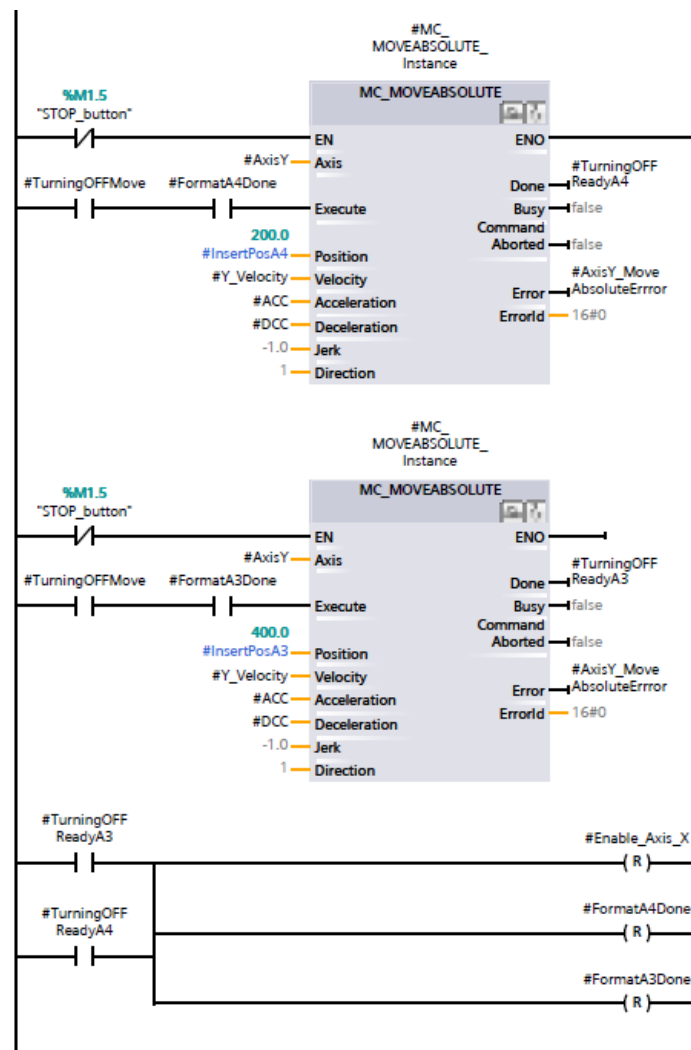 #MC_
MOVEABSOLUTE_
Instance
%M1.5
"STOP_button"
MC_MOVEABSOLUTE
EN
ENO
#AxisY
Axis
#TurningOFFMove
#FormatA4Done
Execute
#TurningOFF
ReadyA4
Done
Busy
false
Command
Aborted
false
200.0
#InsertPosA4
Position
#Y_Velocity
Velocity
#AxisY_Move
AbsoluteErrror
Error
#ACC
Acceleration
ErrorId
16#0
#DCC
Deceleration
-1.0
Jerk
1
Direction
#MC_
MOVEABSOLUTE_
Instance
%M1.5
"STOP_button"
MC_MOVEABSOLUTE
EN
ENO
#AxisY
Axis
#TurningOFFMove
#FormatA3Done
Execute
#TurningOFF
ReadyA3
Done
Busy
false
Command
Aborted
false
400.0
#InsertPosA3
Position
#Y_Velocity
Velocity
#AxisY_Move
AbsoluteErrror
Error
#ACC
Acceleration
ErrorId
16#0
#DCC
Deceleration
-1.0
Jerk
1
Direction
#TurningOFF
ReadyA3
#Enable_Axis_X
R
#TurningOFF
ReadyA4
#FormatA4Done
R
#FormatA3Done
R